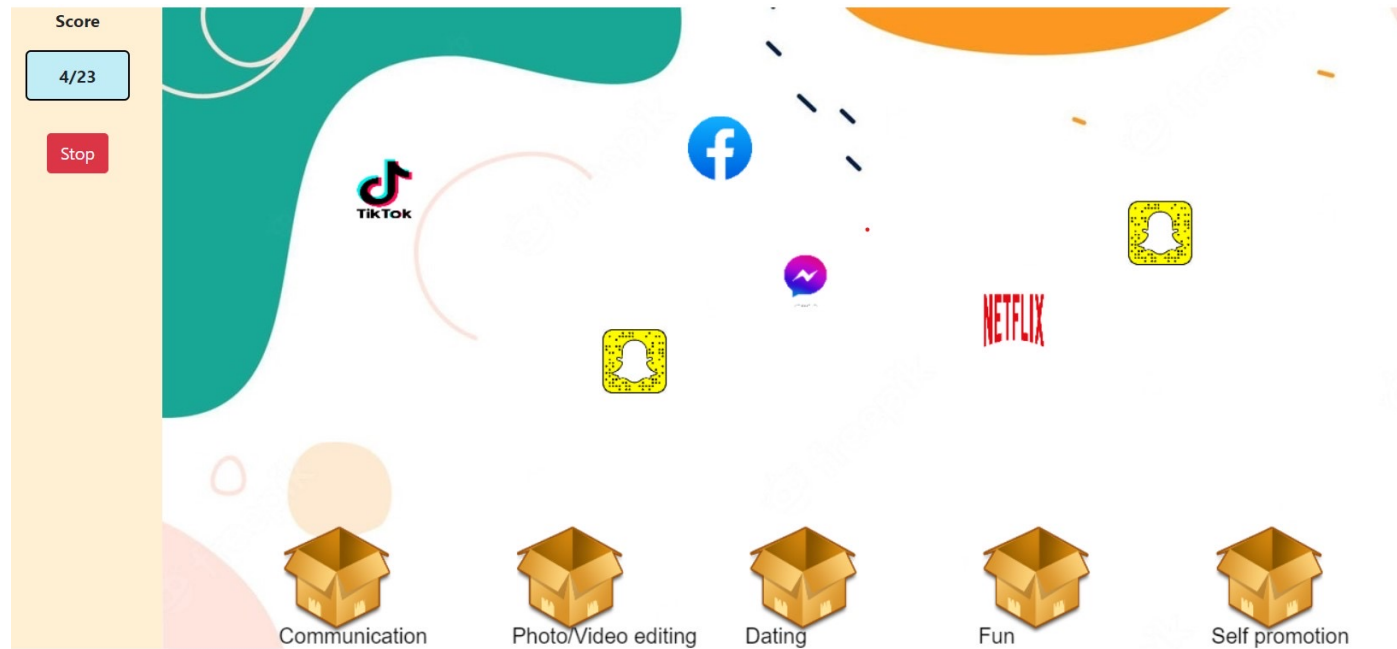 Score
4/23
Stop
TikTok
NETFLIX
Communication
Photo/Video editing
Dating
Fun
Self promotion